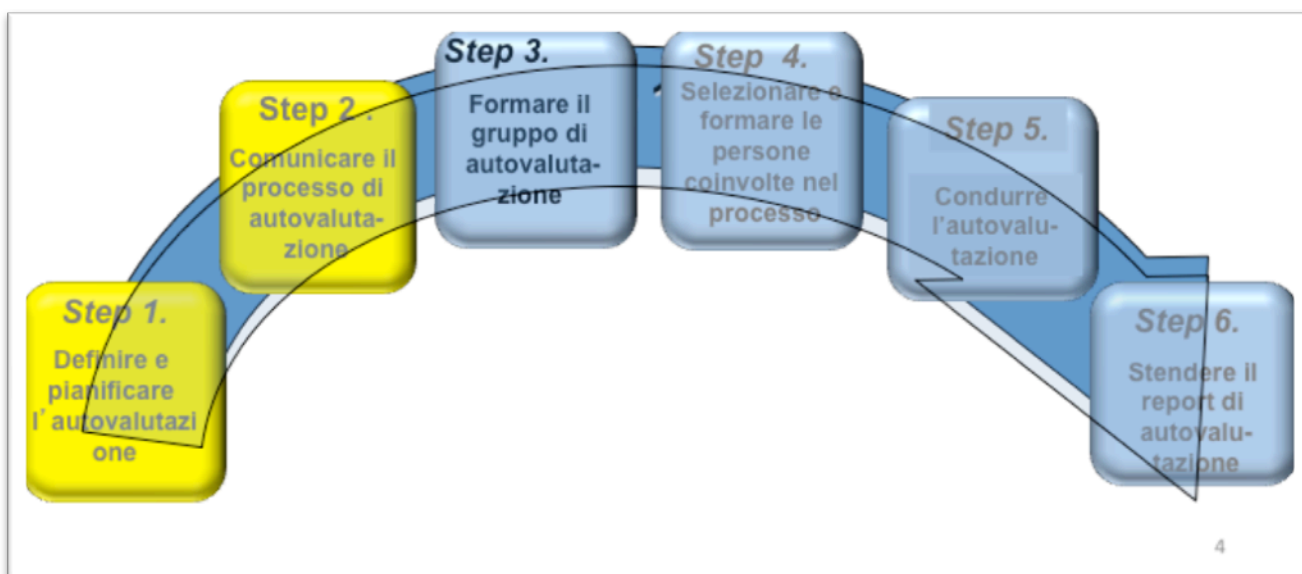 Step 1.
Definire e
pianificare
l'autovalutazi
one
Step 2.
Comunicare il
processo di
autovaluta-
zione
Step 3.
Formare il
gruppo di
autovaluta-
zione
Step 4.
Selezionare e
formare le
persone
coinvolte nel
processo
Step 5.
Condurre
l'autovalu-
tazione
Step 6.
Stendere il
report di
autovalu-
tazione
4